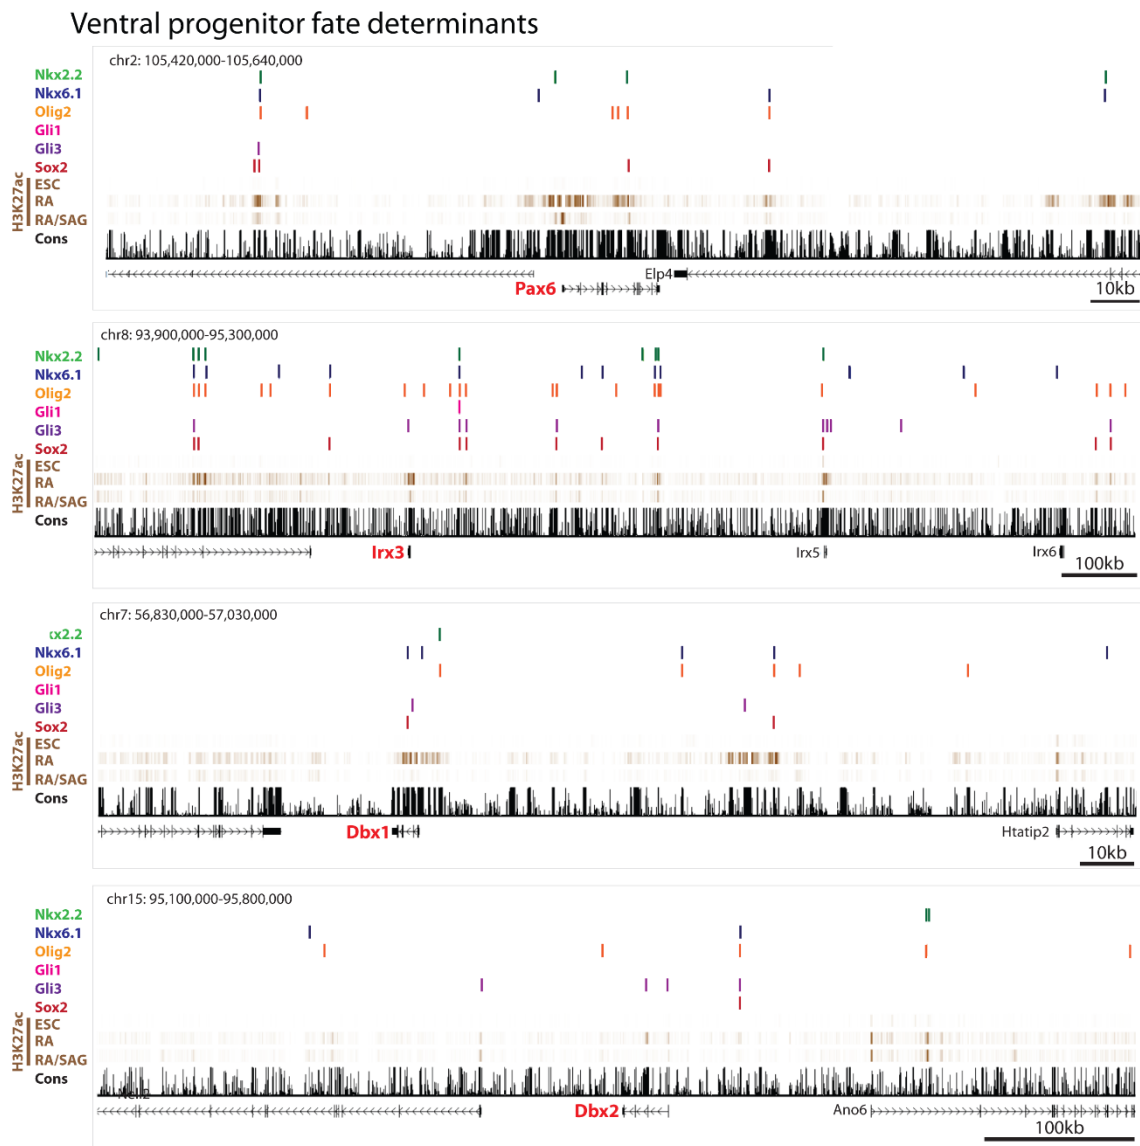 Ventral progenitor fate determinants
chr2: 105,420,000-105,640,000
Nkx2.2
Nkx6.1
Olig2
Gli1
Gli3
Sox2
H3K27ac
ESC
RA
RA/SAG
Cons
Elp4
Pax6
10kb
chr8: 93,900,000-95,300,000
Nkx2.2
Nkx6.1
Olig2
Gli1
Gli3
Sox2
H3K27ac
ESC
RA
RA/SAG
Cons
Irx3
Irx5
Irx6
100kb
chr7: 56,830,000-57,030,000
x2.2
Nkx6.1
Olig2
Gli1
Gli3
Sox2
H3K27ac
ESC
RA
RA/SAG
Cons
Dbx1
Htatip2
10kb
chr15: 95,100,000-95,800,000
Nkx2.2
Nkx6.1
Olig2
Gli1
Gli3
Sox2
H3K27ac
ESC
RA
RA/SAG
Cons
Dbx2
Ano6
100kb